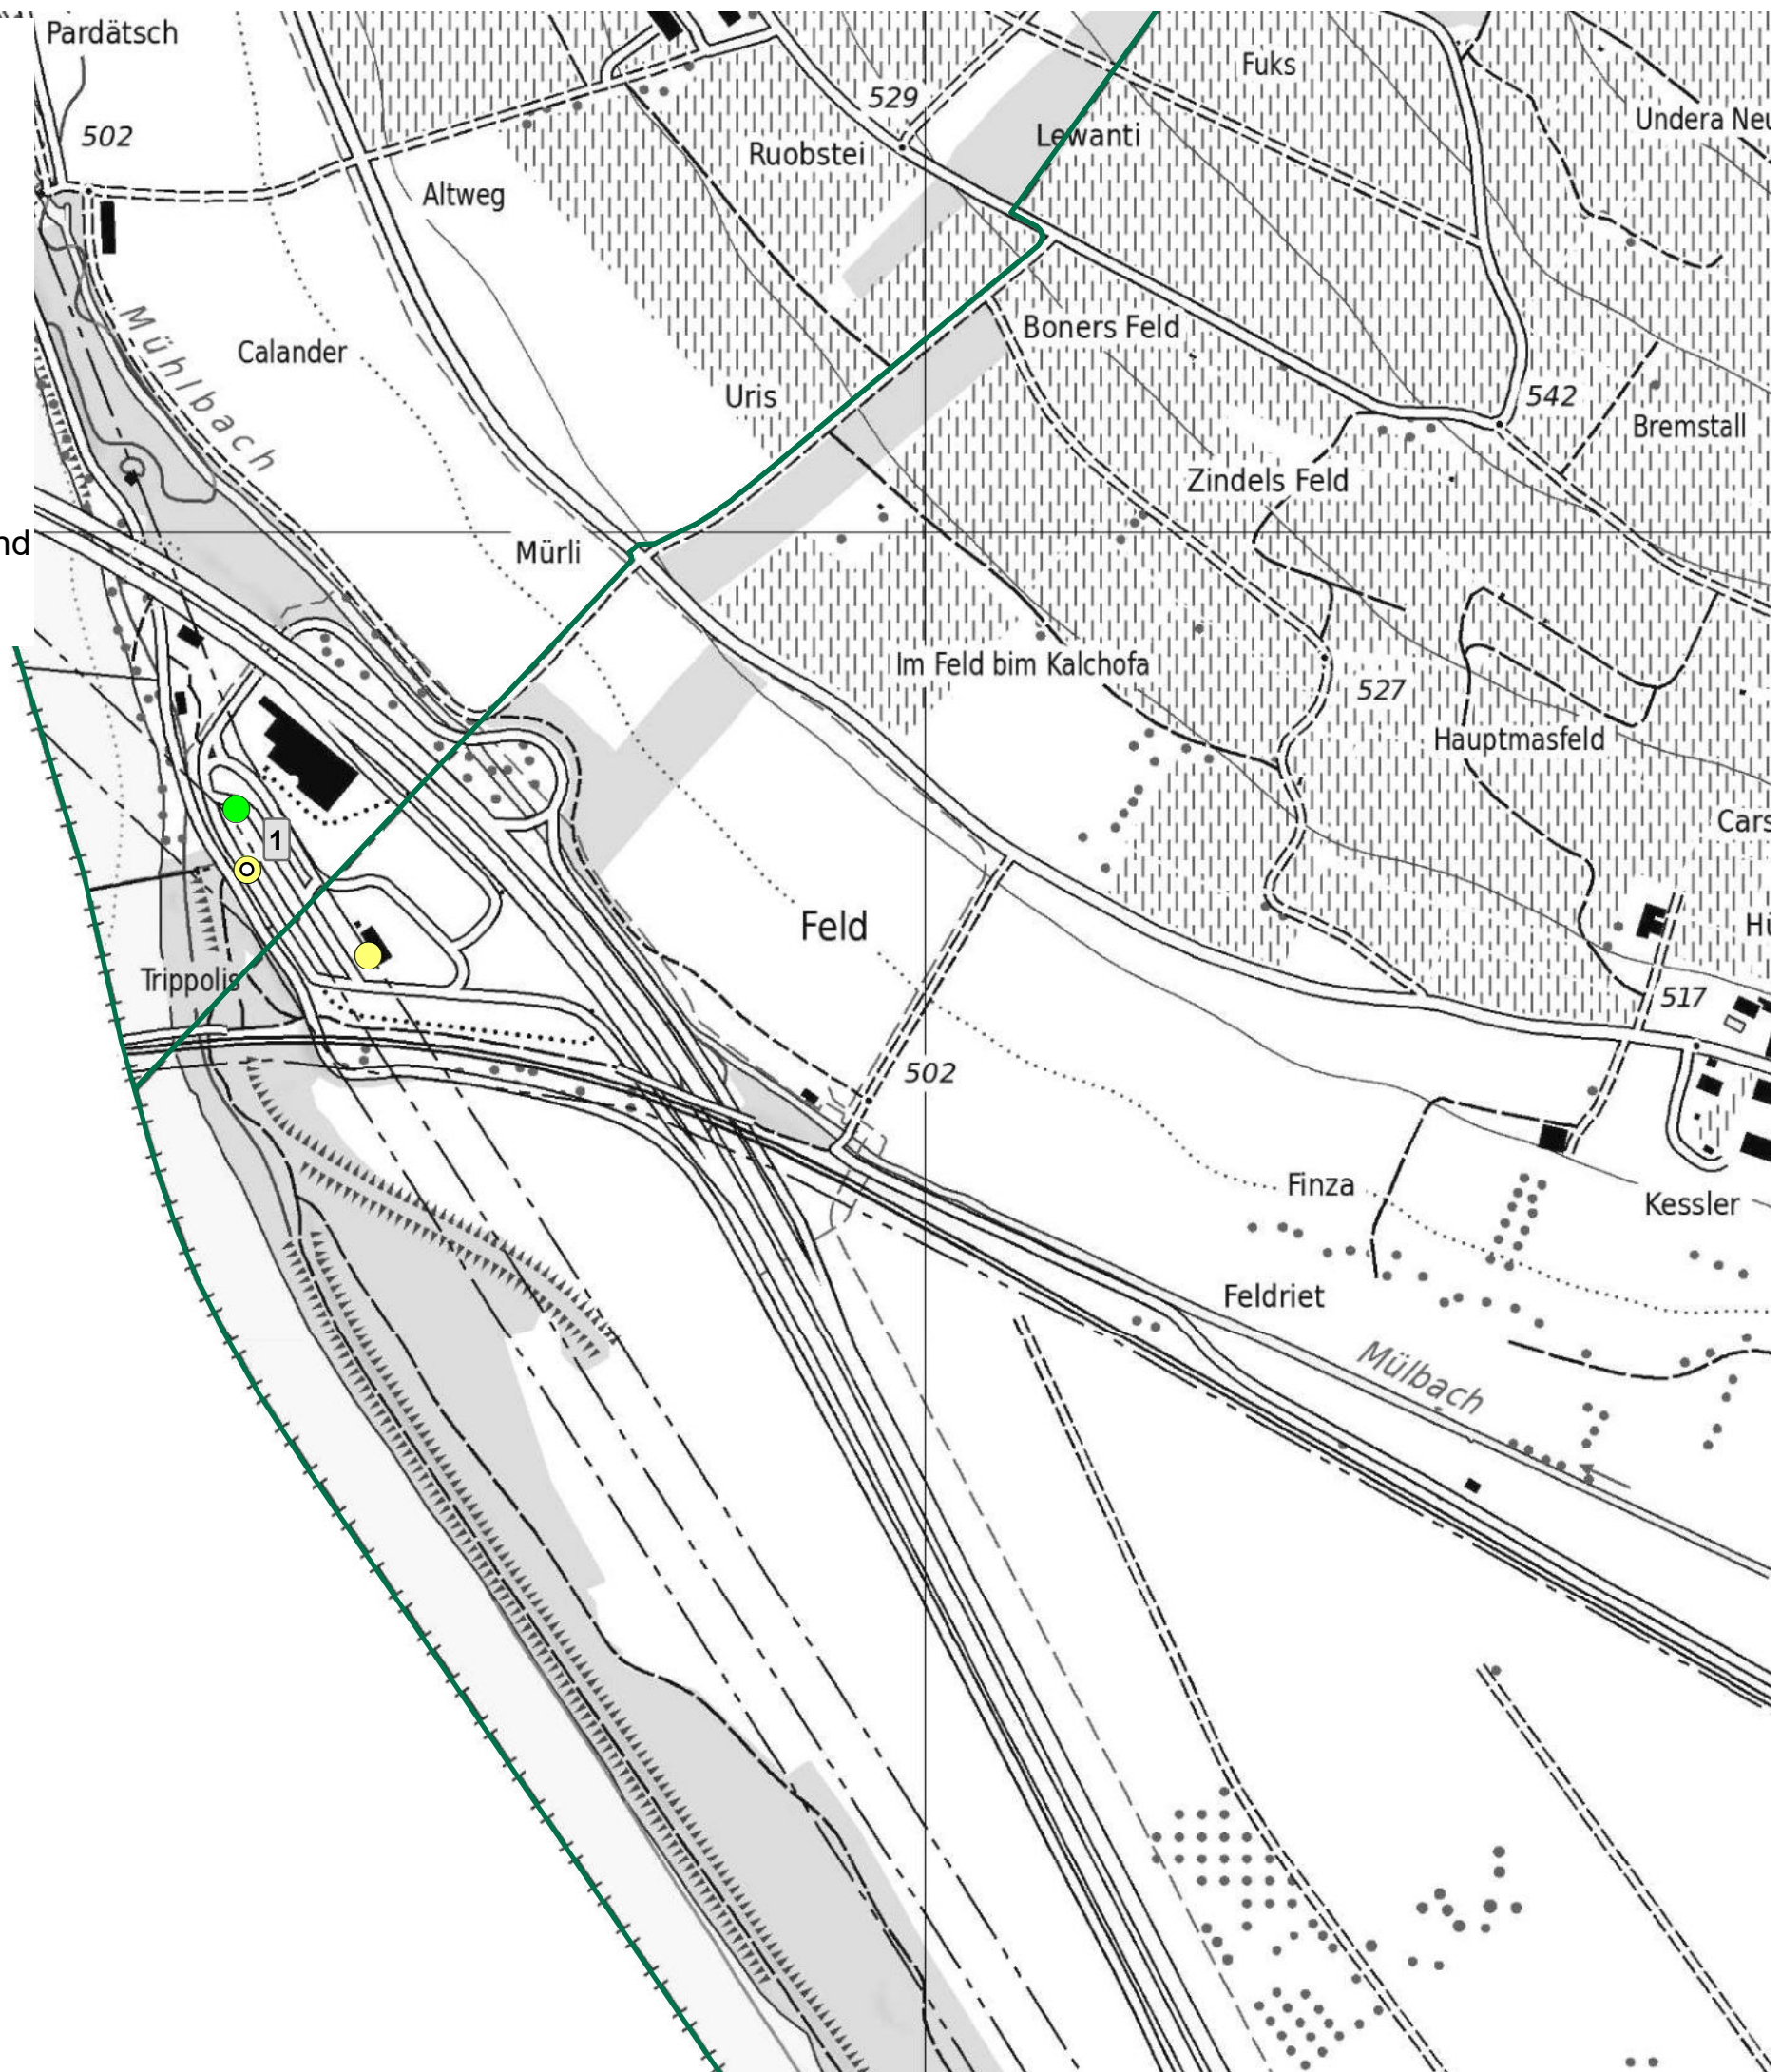 Pardätsch
Fuks
529
Undera Neu
502
Lewanti
Ruobstei
Altweg
Mühlbach
Boners Feld
Calander
Uris
542
Bremstall
Zindels Feld
nd
Mürli
Im Feld bim Kalchofa
527
Hauptmasfeld
Cars
1
Feld
Hü
Trippolis
517
502
Finza
Kessler
Feldriet
Mülbach